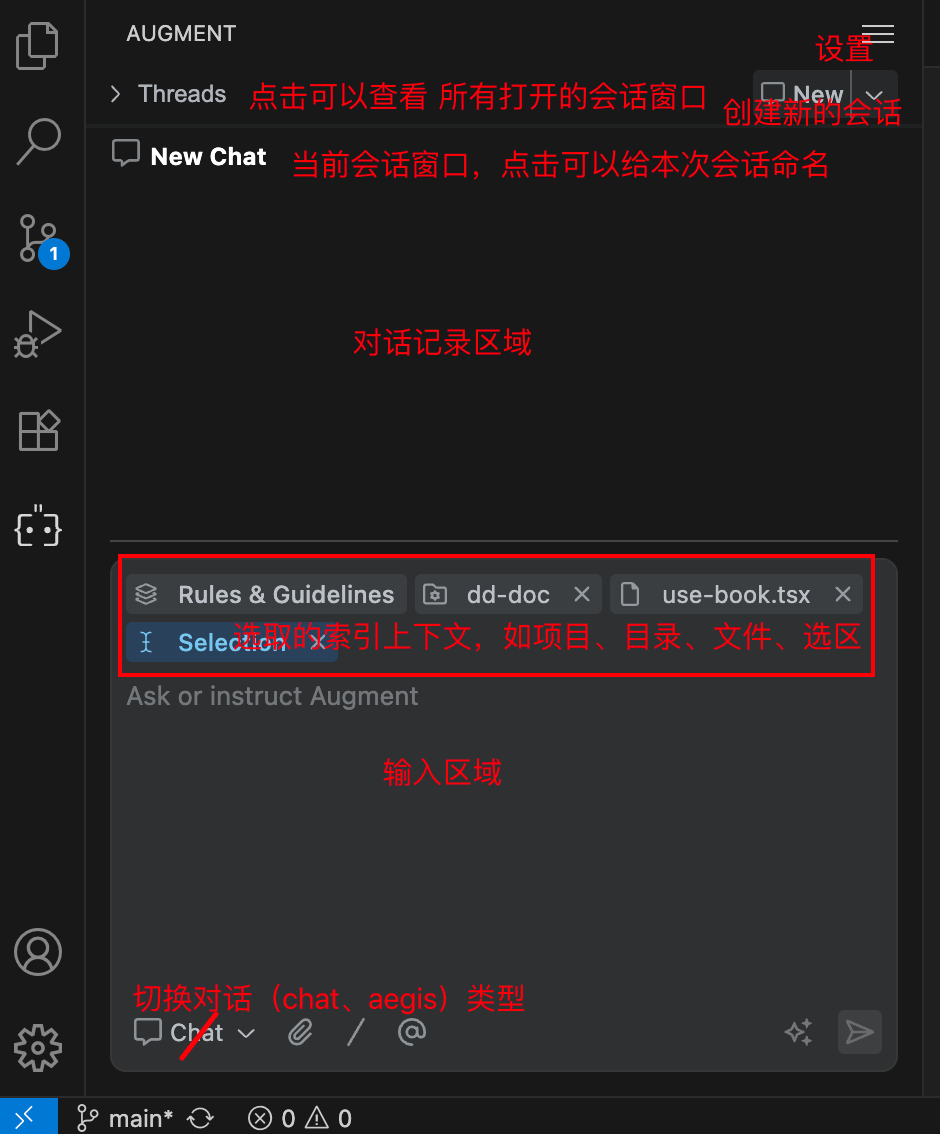 AUGMENT
设置
Threads 点击可以查看 所有打开的会话窗口
New
创建新的会话
New Chat 当前会话窗口，点击可以给本次会话命名
1
对话记录区域
Rules & Guidelines dd-doc use-book.tsx
Selection 选取的索引上下文，如项目、目录、文件、选区
Ask or instruct Augment
输入区域
切换对话（chat、aegis）类型
Chat
main* 0 0